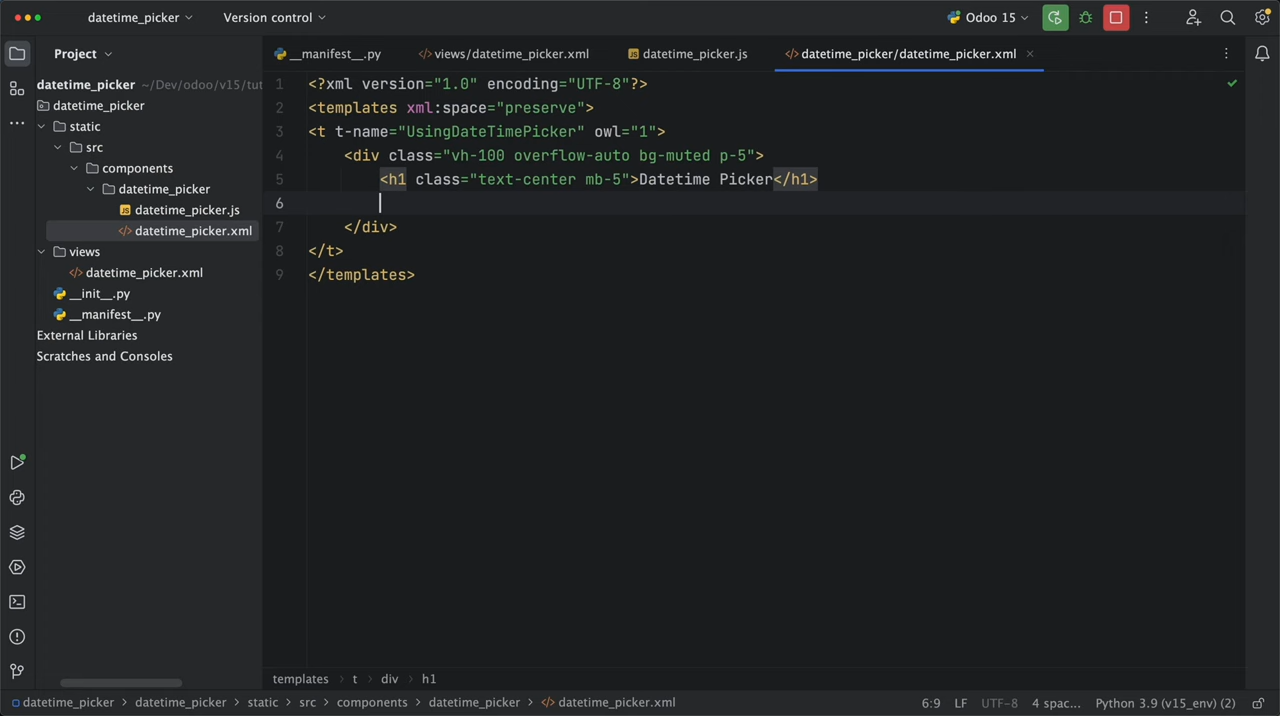 datetime_picker Version control Odoo 15
Project __manifest__.py views/datetime_picker.xml datetime_picker.js datetime_picker/datetime_picker.xml
datetime_picker ~/Dev/odoo/v15/tut
datetime_picker
static
src
components
datetime_picker
datetime_picker.js
datetime_picker.xml
views
datetime_picker.xml
__init__.py
__manifest__.py
External Libraries
Scratches and Consoles
1 <?xml version="1.0" encoding="UTF-8"?>
2 <templates xml:space="preserve">
3 <t t-name="UsingDateTimePicker" owl="1">
4 <div class="vh-100 overflow-auto bg-muted p-5">
5 <h1 class="text-center mb-5">Datetime Picker</h1>
6
7 </div>
8 </t>
9 </templates>
templates > t > div > h1
datetime_picker > datetime_picker > static > src > components > datetime_picker > datetime_picker.xml 6:9 LF UTF-8 4 spac... Python 3.9 (v15_env) (2)